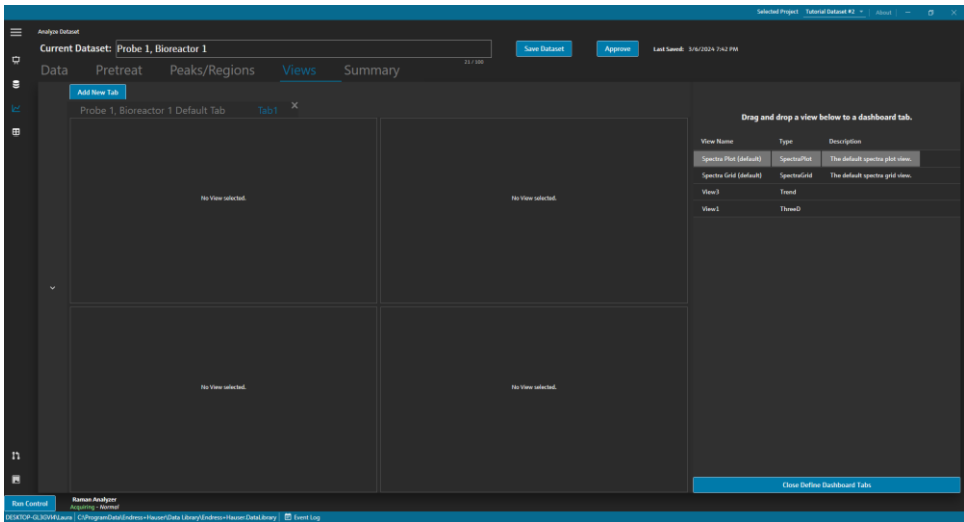 Selected Project Tutorial Dataset #2 About
Analyze Dataset
Current Dataset: Probe 1, Bioreactor 1 Save Dataset Approve Last Saved: 3/6/2024 7:42 PM
21 / 100
Data Pretreat Peaks/Regions Views Summary
Add New Tab
Probe 1, Bioreactor 1 Default Tab Tab1 X
Drag and drop a view below to a dashboard tab.
View Name Type Description
Spectra Plot (default) SpectraPlot The default spectra plot view.
Spectra Grid (default) SpectraGrid The default spectra grid view.
View3 Trend
View1 ThreeD
No View selected. No View selected.
No View selected. No View selected.
Close Define Dashboard Tabs
Run Control Raman Analyzer
Acquiring - Normal
DESKTOP-GL3GVM\Laura C:\ProgramData\Endress+Hauser\Data Library\Endress+Hauser.DataLibrary Event Log